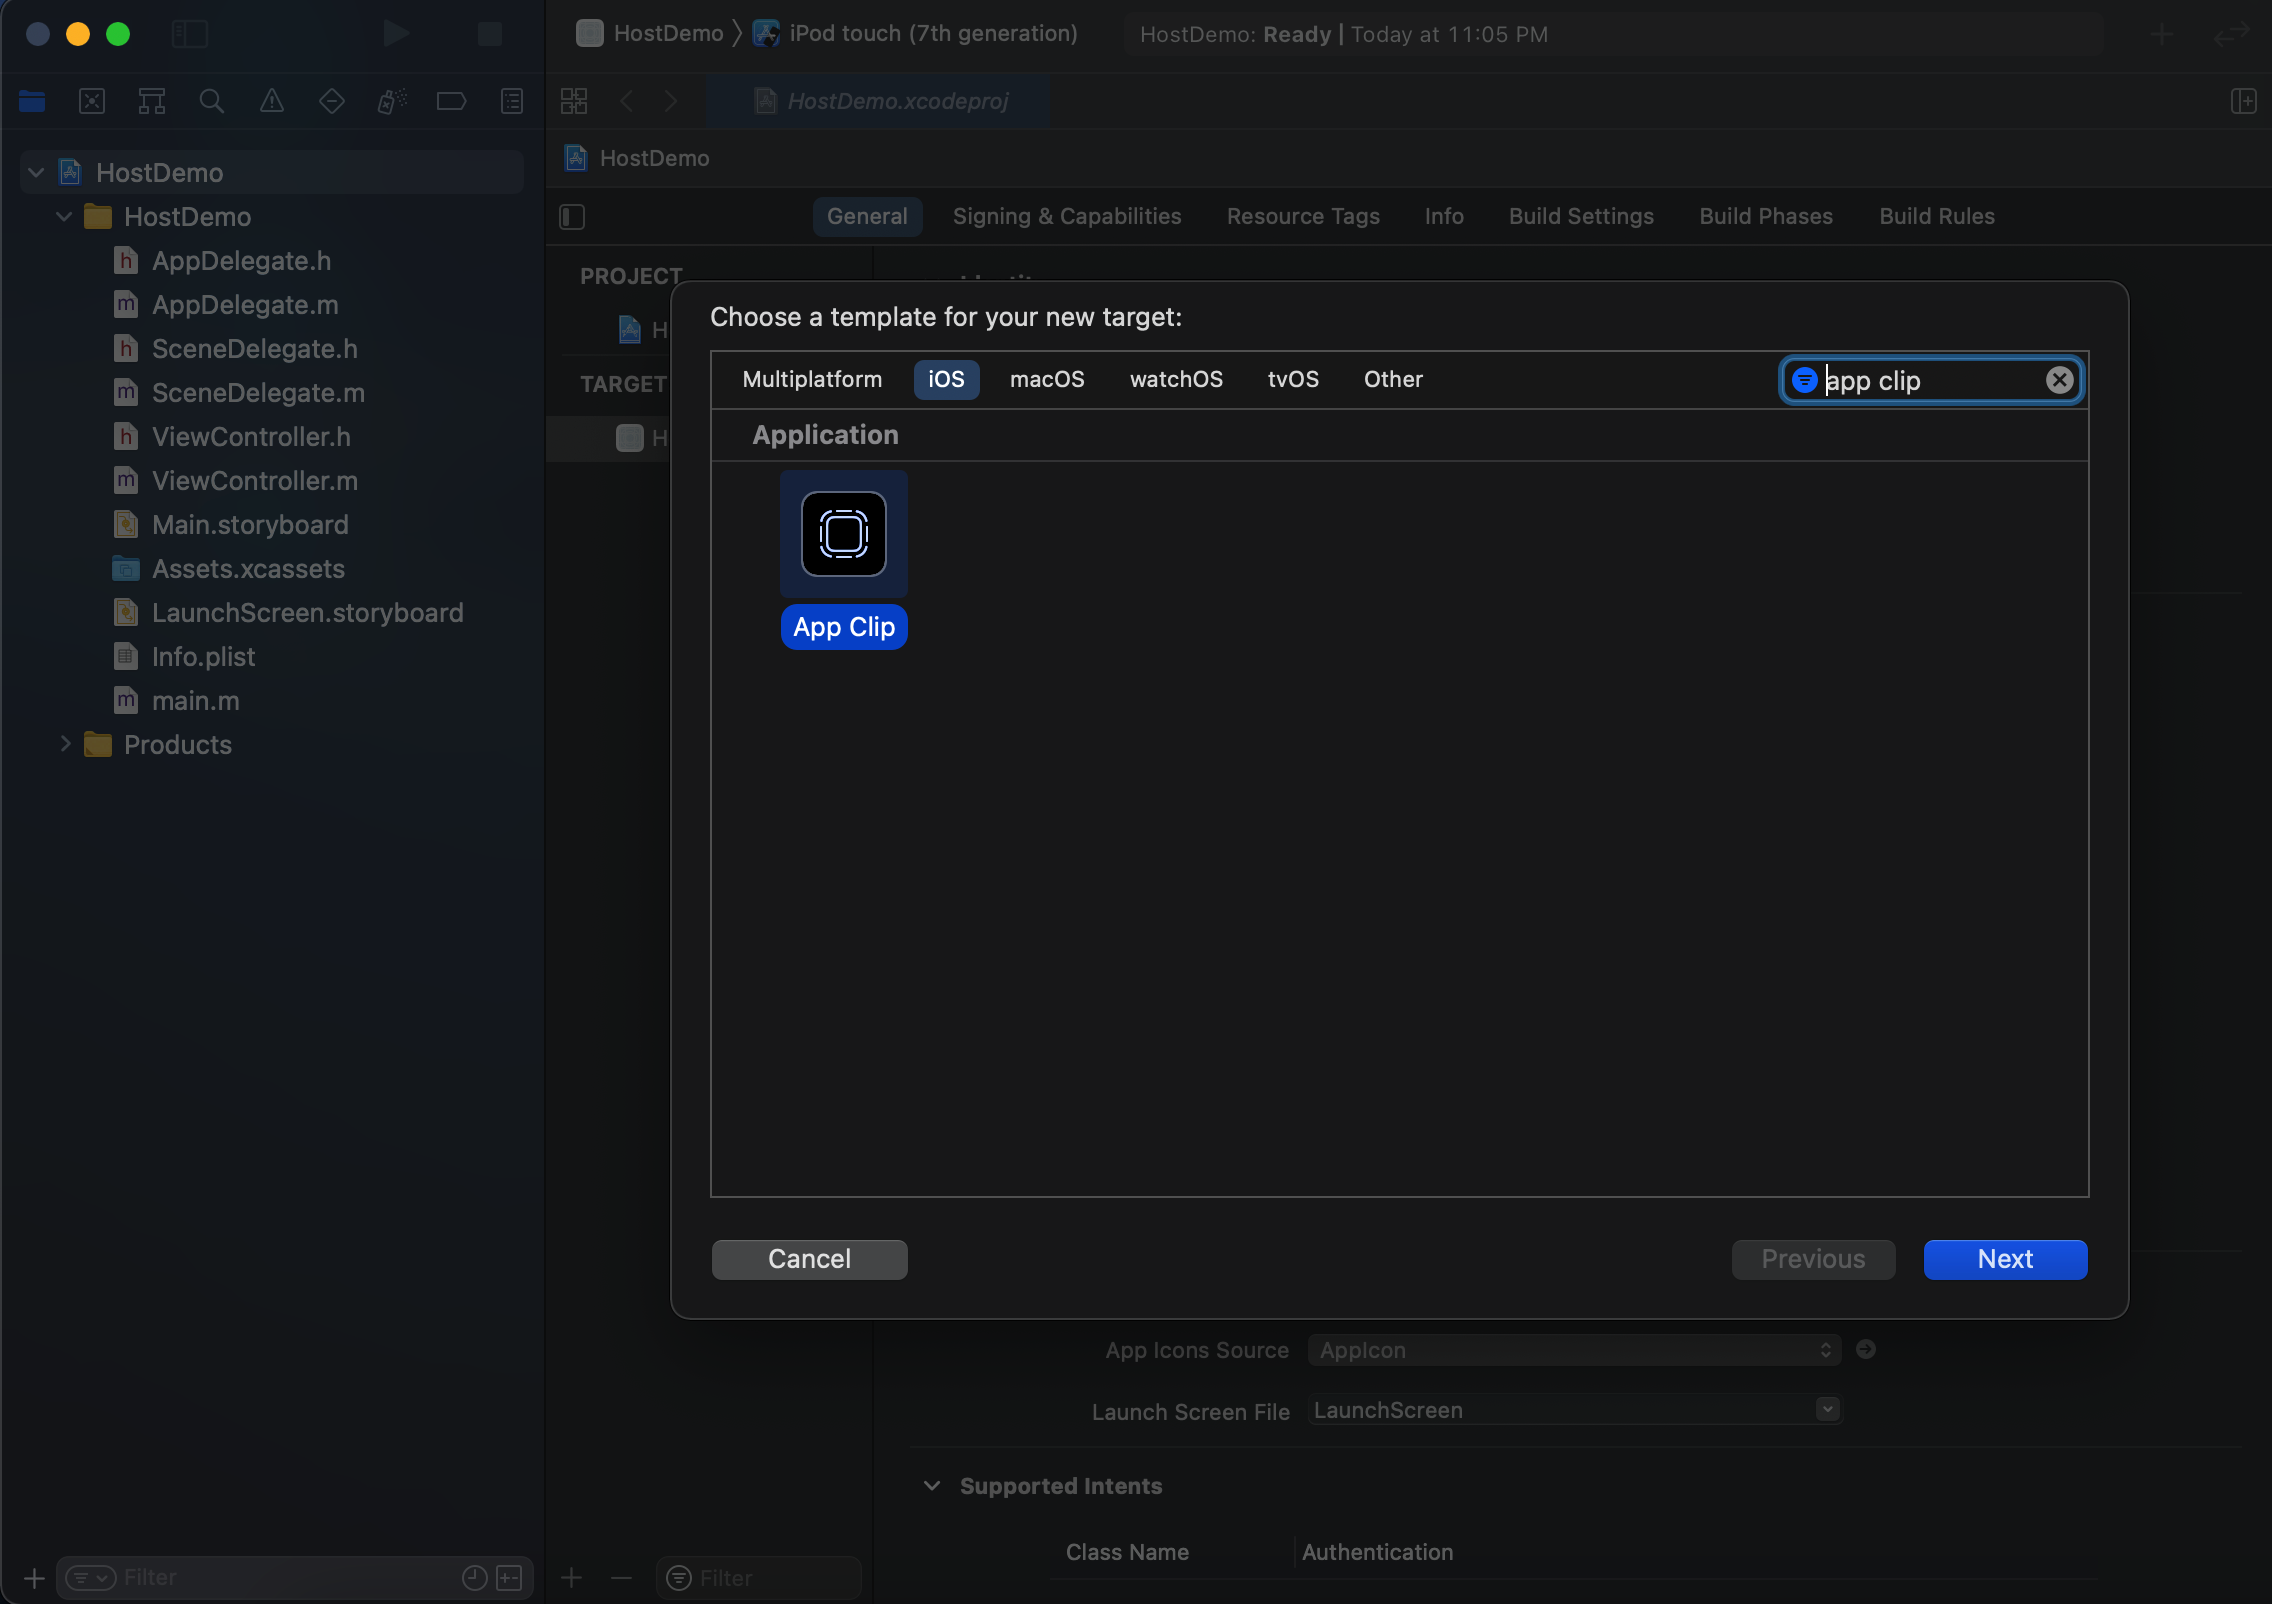 HostDemo
iPod touch (7th generation)
HostDemo: Ready | Today at 11:05 PM
HostDemo.xcodeproj
HostDemo
General
Signing & Capabilities
Resource Tags
Info
Build Settings
Build Phases
Build Rules
HostDemo
HostDemo
AppDelegate.h
AppDelegate.m
SceneDelegate.h
SceneDelegate.m
ViewController.h
ViewController.m
Main.storyboard
Assets.xcassets
LaunchScreen.storyboard
Info.plist
main.m
Products
Filter
PROJECT
H
TARGET
H
Filter
Choose a template for your new target:
Multiplatform
iOS
macOS
watchOS
tvOS
Other
app clip
Application
App Clip
Cancel
Previous
Next
App Icons Source
AppIcon
Launch Screen File
LaunchScreen
Supported Intents
Class Name
Authentication